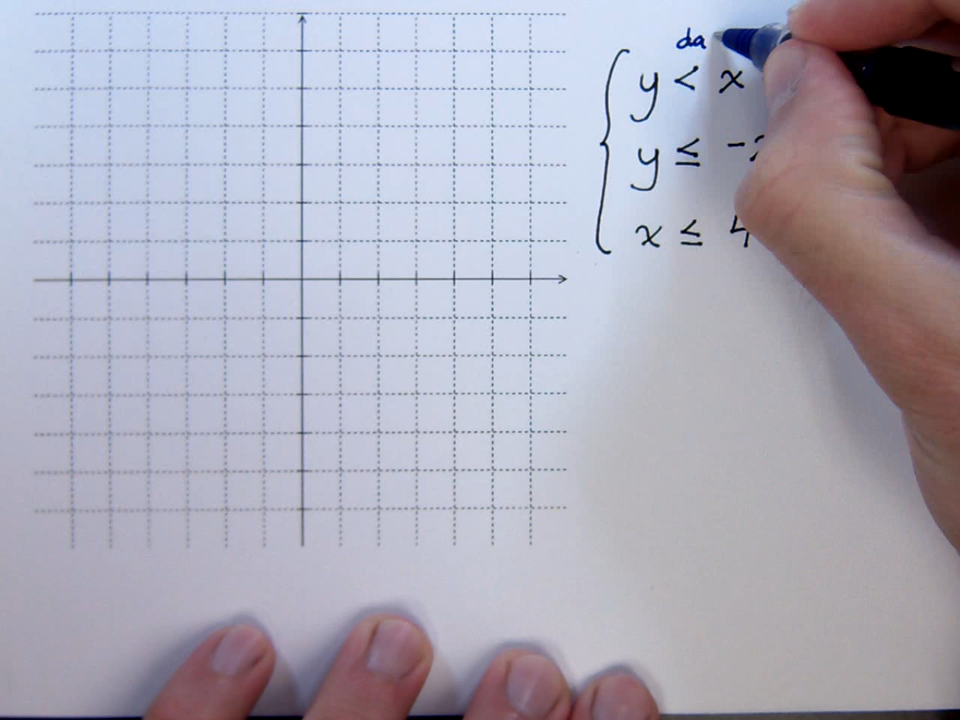 da
y < x
y ≤ -
x ≤ 4